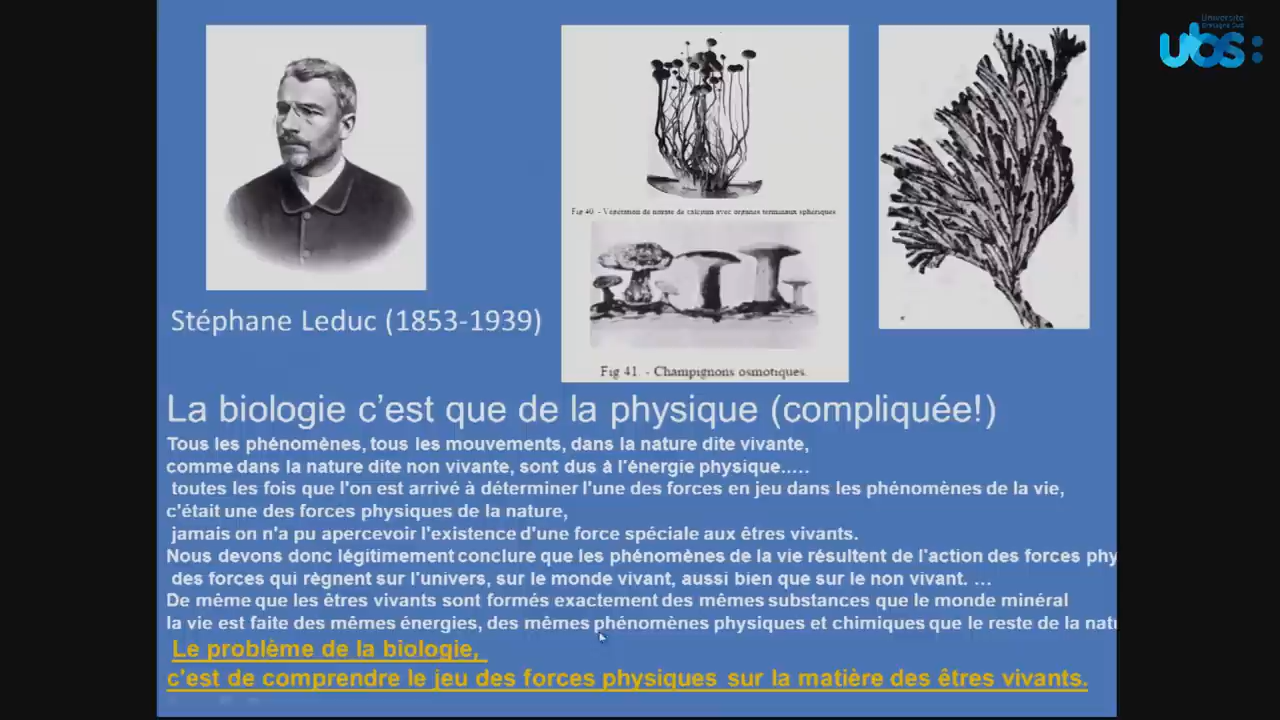 Université
Bretagne Sud
ubs:
Fig 40. - Végétation de nitrate de calcium avec organes terminaux sphériques
Fig 41. - Champignons osmotiques.
Stéphane Leduc (1853-1939)
La biologie c’est que de la physique (compliquée!)
Tous les phénomènes, tous les mouvements, dans la nature dite vivante,
comme dans la nature dite non vivante, sont dus à l'énergie physique.....
toutes les fois que l'on est arrivé à déterminer l'une des forces en jeu dans les phénomènes de la vie,
c'était une des forces physiques de la nature,
jamais on n'a pu apercevoir l'existence d'une force spéciale aux êtres vivants.
Nous devons donc légitimement conclure que les phénomènes de la vie résultent de l'action des forces phy
des forces qui règnent sur l'univers, sur le monde vivant, aussi bien que sur le non vivant. …
De même que les êtres vivants sont formés exactement des mêmes substances que le monde minéral
la vie est faite des mêmes énergies, des mêmes phénomènes physiques et chimiques que le reste de la natu
Le problème de la biologie,
c'est de comprendre le jeu des forces physiques sur la matière des êtres vivants.